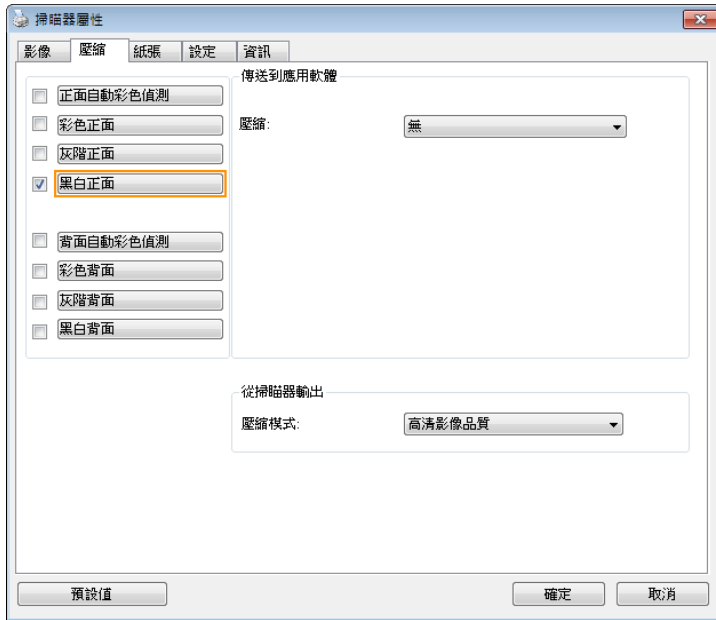 掃瞄器屬性
影像 壓縮 紙張 設定 資訊
正面自動彩色偵測
彩色正面
灰階正面
黑白正面
背面自動彩色偵測
彩色背面
灰階背面
黑白背面
傳送到應用軟體
壓縮: 無
從掃瞄器輸出
壓縮模式: 高清影像品質
預設值 確定 取消